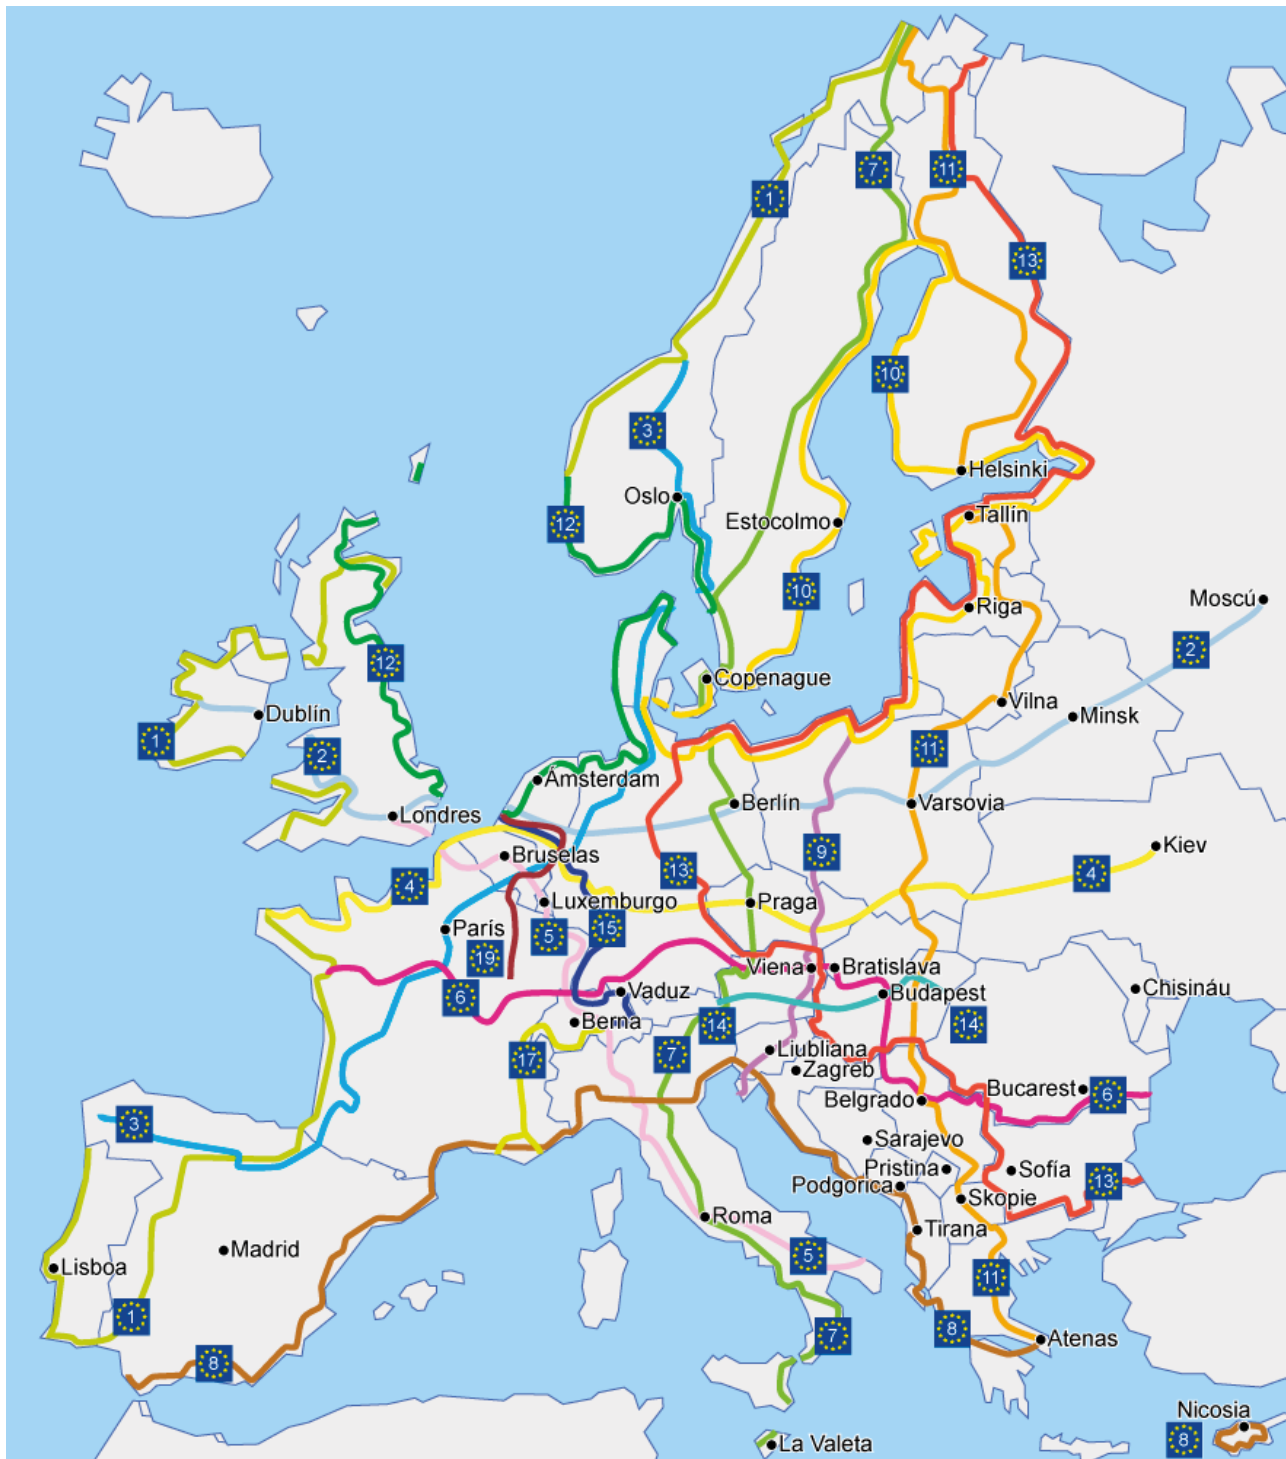 1
7
11
13
10
3
Helsinki
Oslo
12
Estocolmo
Tallín
10
Riga
Moscú
2
12
Copenague
Vilna
Minsk
Dublín
1
2
11
Ámsterdam
Berlín
Varsovia
Londres
Bruselas
9
Kiev
4
13
4
Luxemburgo
Praga
París
5
15
19
Viena
Bratislava
6
Vaduz
Budapest
Chisináu
Berna
14
14
17
7
Liubliana
Zagreb
Bucarest
6
Belgrado
3
Sarajevo
Pristina
Sofía
Podgorica
13
Skopie
Roma
Tirana
Madrid
Lisboa
5
11
1
8
7
8
Atenas
Nicosia
8
La Valeta